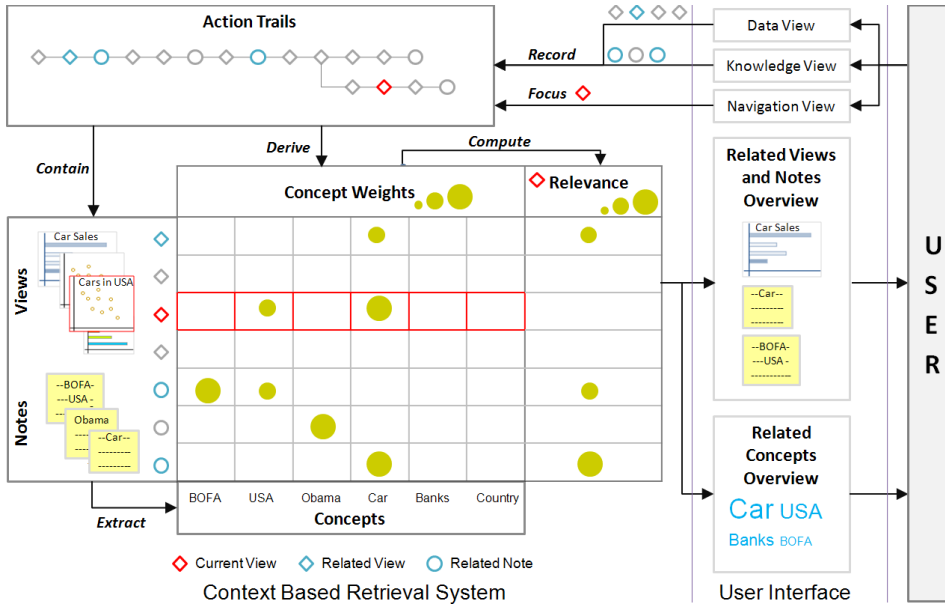 Action Trails
Record
Focus
Data View
Knowledge View
Navigation View
Contain
Derive
Compute
Concept Weights
Relevance
Views
Notes
Car Sales
Cars in USA
--BOFA-
---USA -
Obama
--Car--
---------
---------
BOFA
USA
Obama
Car
Banks
Country
Concepts
Extract
Related Views
and Notes
Overview
Car Sales
--Car--
---------
---------
--BOFA-
---USA -
-----------
Related
Concepts
Overview
Car USA
Banks BOFA
U
S
E
R
Current View
Related View
Related Note
Context Based Retrieval System
User Interface